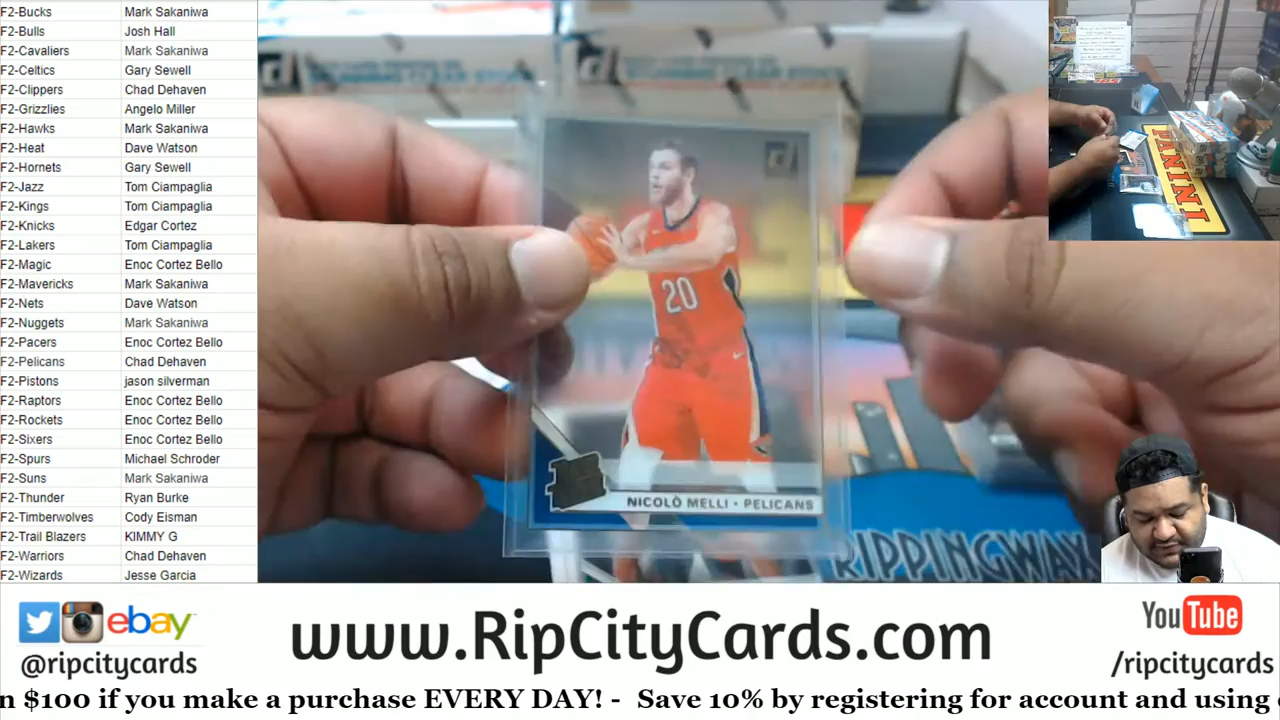 F2-Bucks Mark Sakaniwa
F2-Bulls Josh Hall
F2-Cavaliers Mark Sakaniwa
F2-Celtics Gary Sewell
F2-Clippers Chad Dehaven
F2-Grizzlies Angelo Miller
F2-Hawks Mark Sakaniwa
F2-Heat Dave Watson
F2-Hornets Gary Sewell
F2-Jazz Tom Ciampaglia
F2-Kings Tom Ciampaglia
F2-Knicks Edgar Cortez
F2-Lakers Tom Ciampaglia
F2-Magic Enoc Cortez Bello
F2-Mavericks Mark Sakaniwa
F2-Nets Dave Watson
F2-Nuggets Mark Sakaniwa
F2-Pacers Enoc Cortez Bello
F2-Pelicans Chad Dehaven
F2-Pistons jason silverman
F2-Raptors Enoc Cortez Bello
F2-Rockets Enoc Cortez Bello
F2-Sixers Enoc Cortez Bello
F2-Spurs Michael Schroder
F2-Suns Mark Sakaniwa
F2-Thunder Ryan Burke
F2-Timberwolves Cody Eisman
F2-Trail Blazers KIMMY G
F2-Warriors Chad Dehaven
F2-Wizards Jesse Garcia
d
20
NICOLÒ MELLI • PELICANS
RIPPINGWAX
PANINI
ebay
@ripcitycards
www.RipCityCards.com
YouTube
/ripcitycards
n $100 if you make a purchase EVERY DAY! - Save 10% by registering for account and using